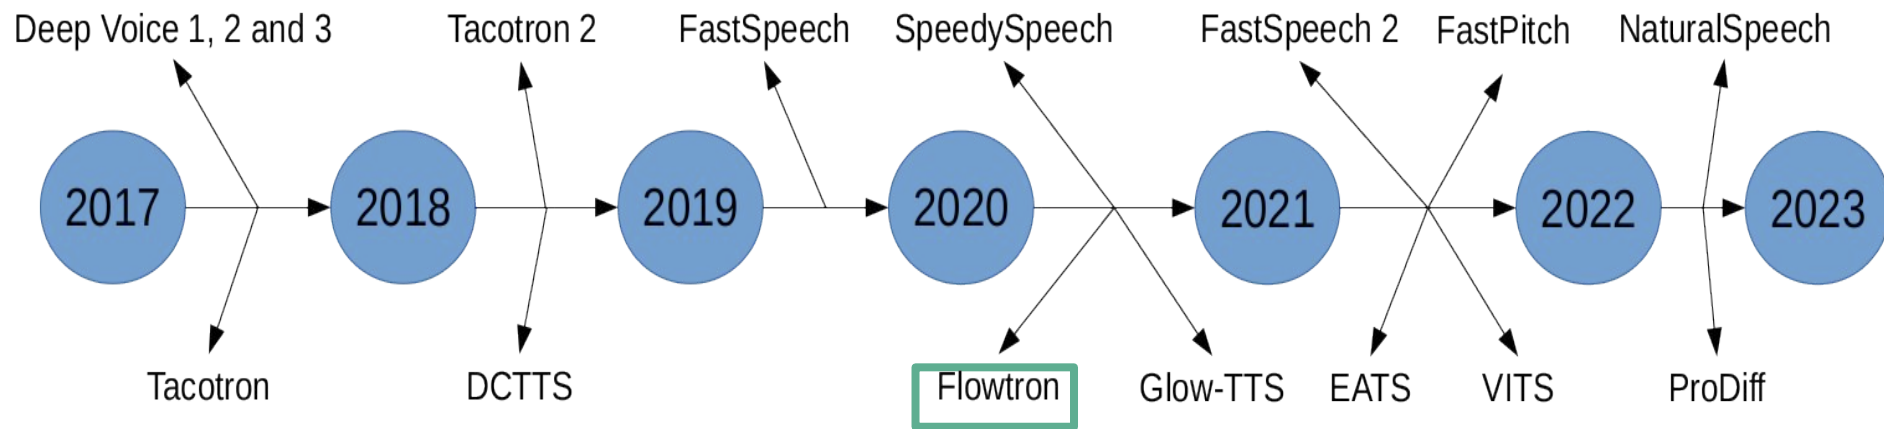 Deep Voice 1, 2 and 3 Tacotron 2 FastSpeech SpeedySpeech FastSpeech 2 FastPitch NaturalSpeech
2017 2018 2019 2020 2021 2022 2023
Tacotron DCTTS Flowtron Glow-TTS EATS VITS ProDiff